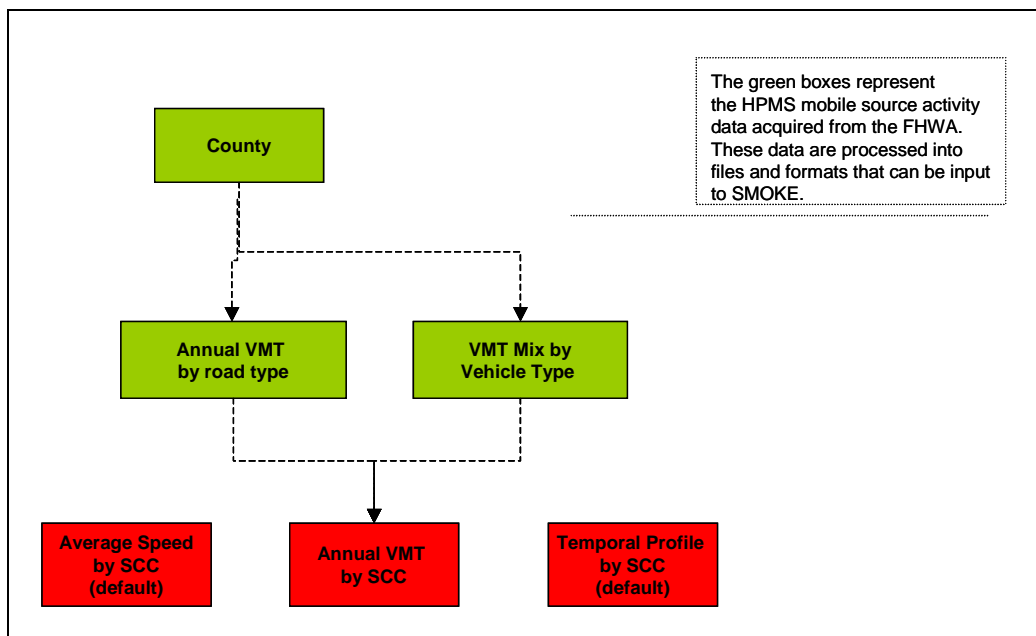 The green boxes represent
the HPMS mobile source activity
data acquired from the FHWA.
These data are processed into
files and formats that can be input
to SMOKE.
County
Annual VMT
by road type
VMT Mix by
Vehicle Type
Average Speed
by SCC
(default)
Annual VMT
by SCC
Temporal Profile
by SCC
(default)